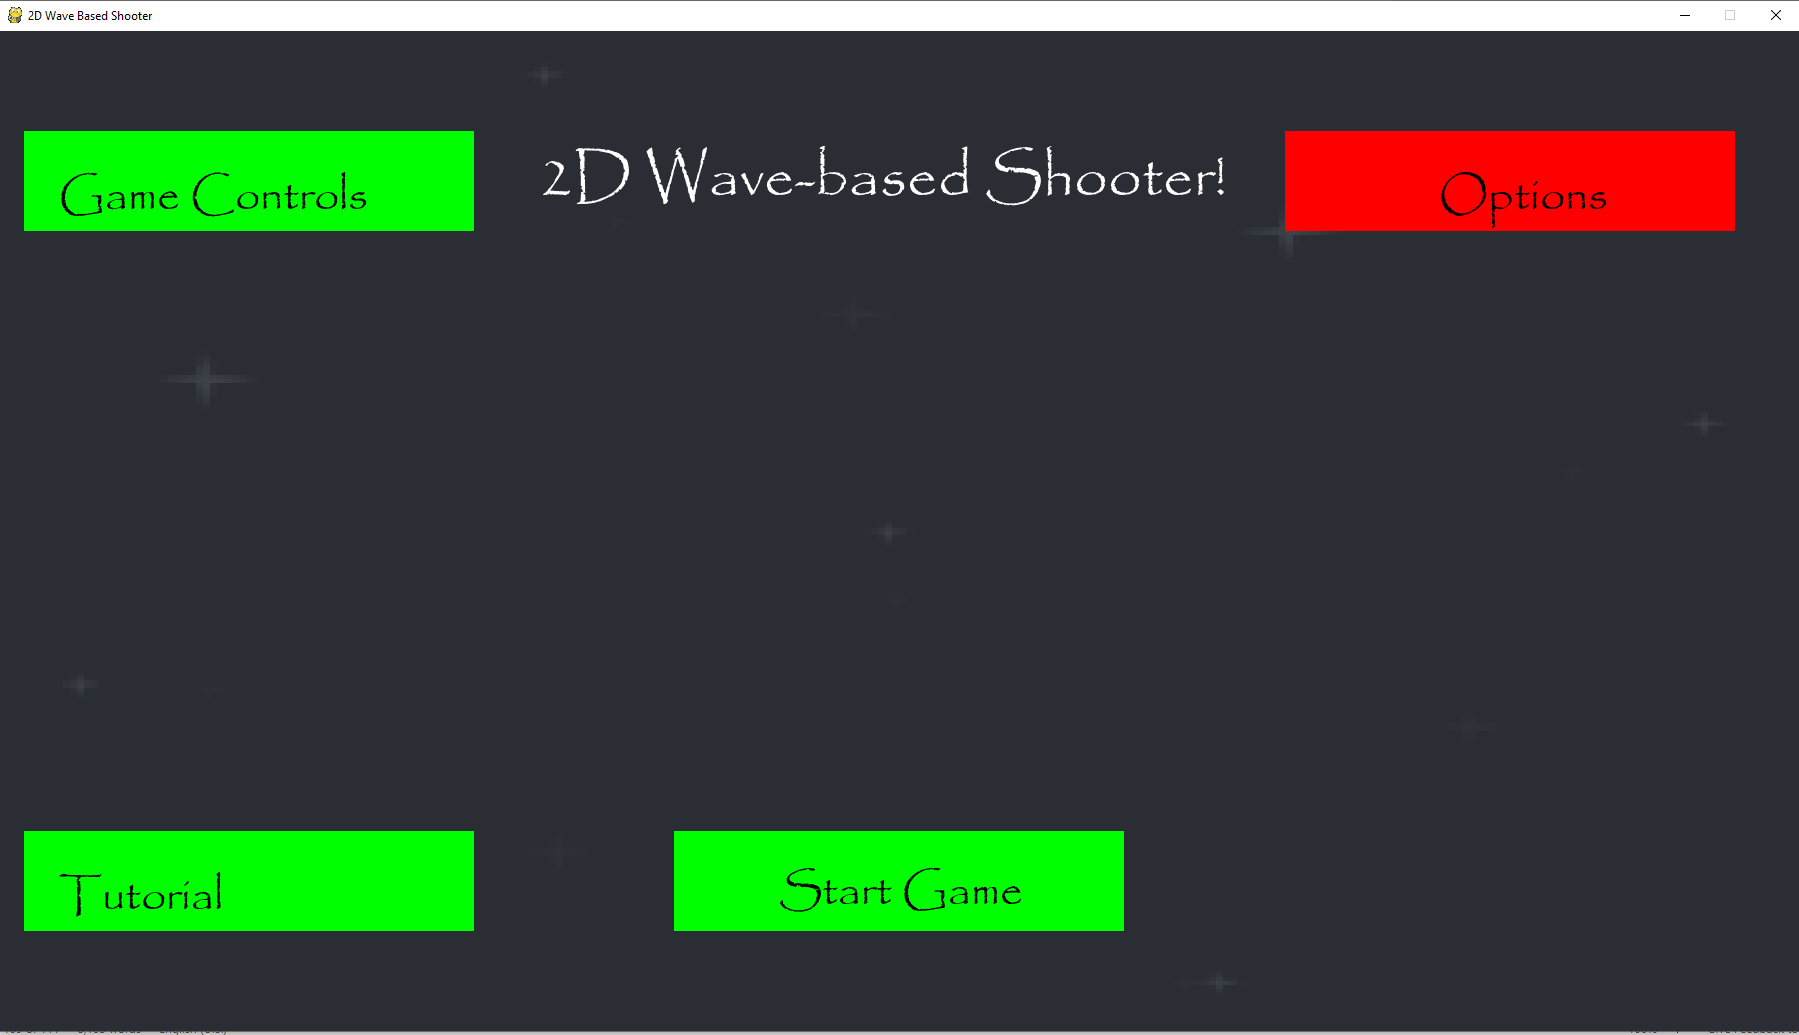 2D Wave Based Shooter
Game Controls
2D Wave-based Shooter!
Options
Tutorial
Start Game